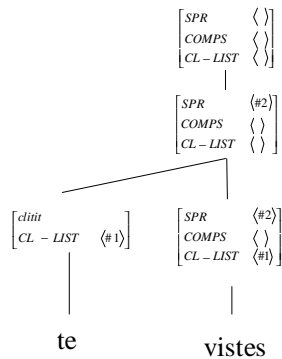 SPR ⟨ ⟩
COMPS ⟨ ⟩
CL – LIST ⟨ ⟩
SPR ⟨#2⟩
COMPS ⟨ ⟩
CL – LIST ⟨ ⟩
clitit
CL – LIST ⟨#1⟩
SPR ⟨#2⟩
COMPS ⟨ ⟩
CL – LIST ⟨#1⟩
te vistes